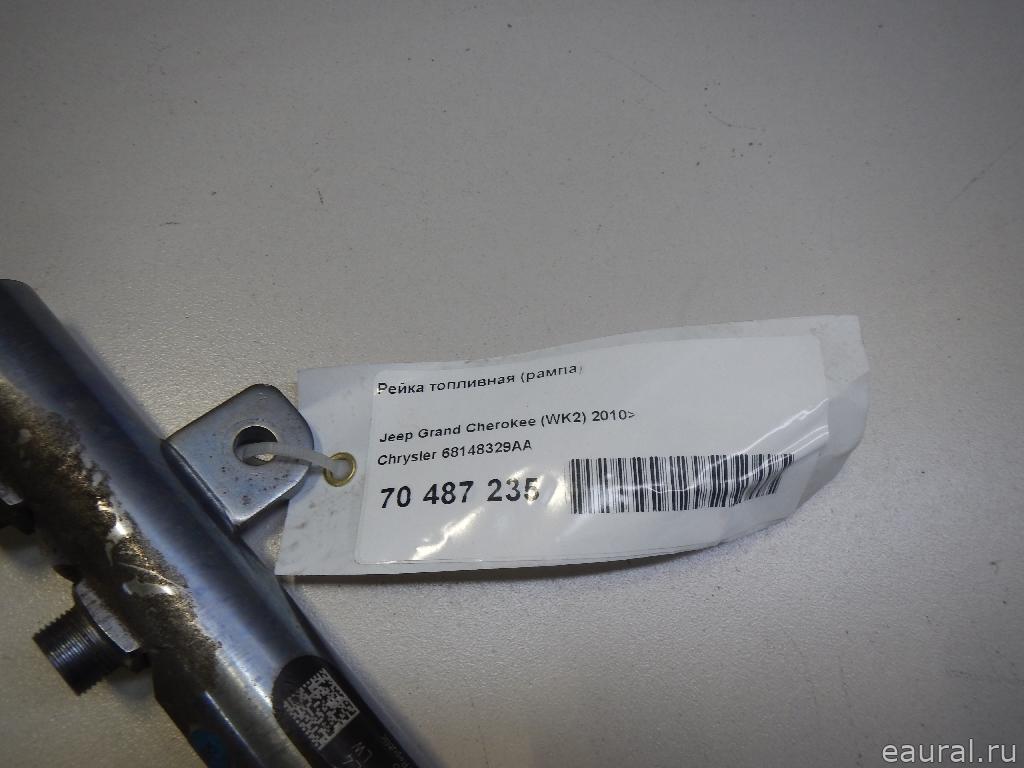 Рейка топливная (рампа)
Jeep Grand Cherokee (WK2) 2010>
Chrysler 68148329AA
70 487 235
eaural.ru